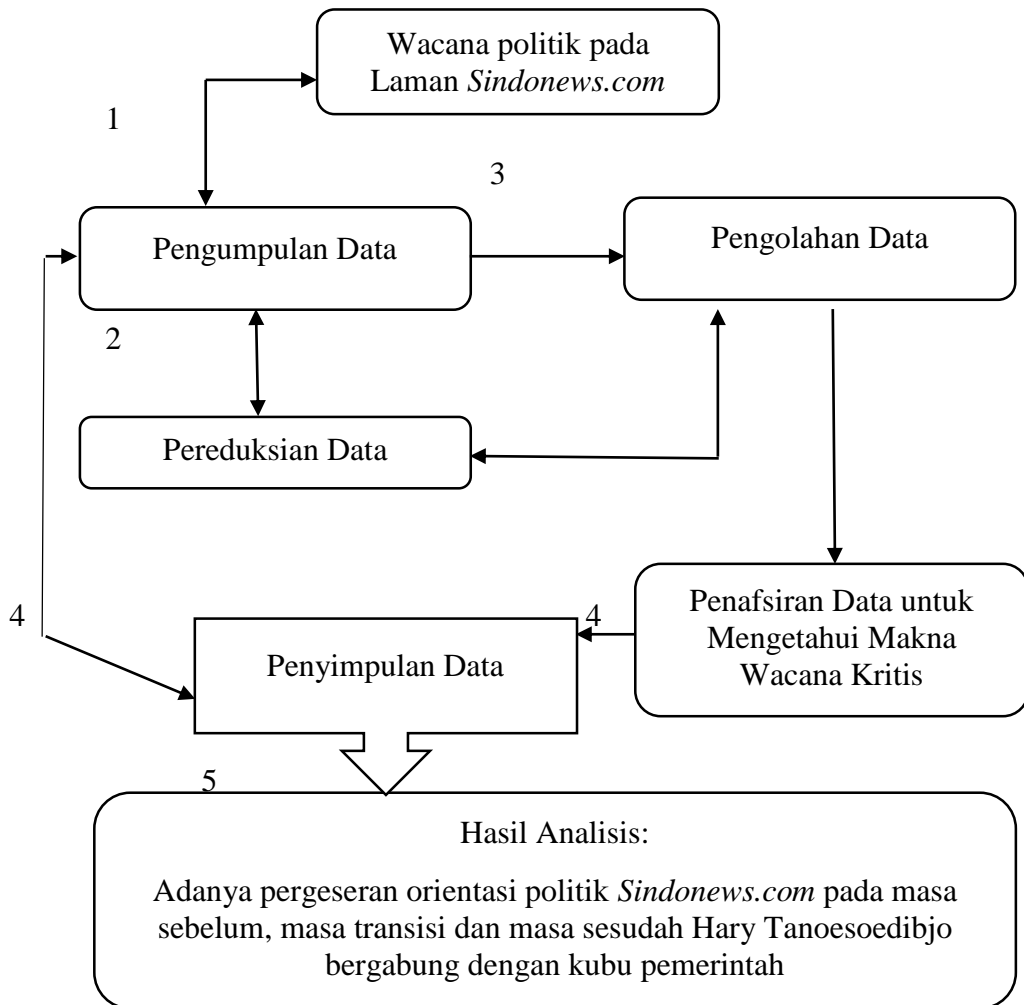 Wacana politik pada
Laman Sindonews.com
1
3
Pengumpulan Data
Pengolahan Data
2
Pereduksian Data
4
Penyimpulan Data
4
Penafsiran Data untuk
Mengetahui Makna
Wacana Kritis
5
Hasil Analisis:
Adanya pergeseran orientasi politik Sindonews.com pada masa
sebelum, masa transisi dan masa sesudah Hary Tanoesoedibjo
bergabung dengan kubu pemerintah